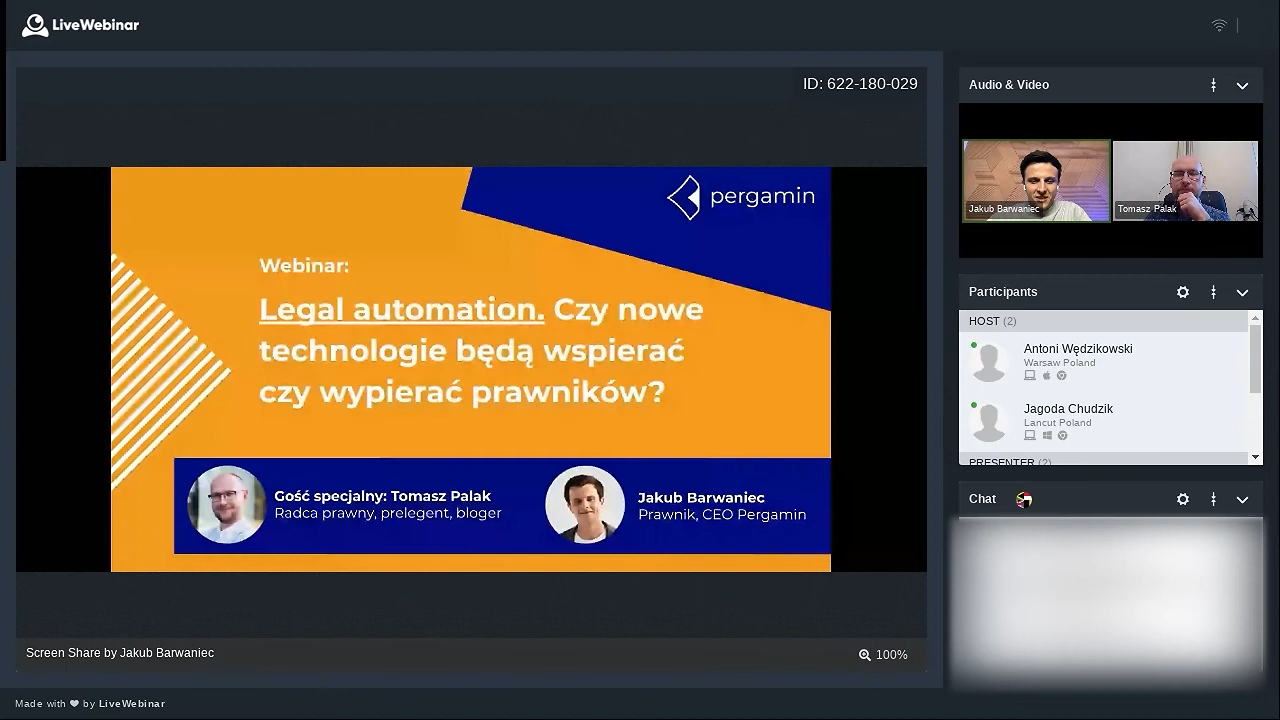 LiveWebinar
ID: 622-180-029
pergamin
Webinar:
Legal automation. Czy nowe
technologie będą wspierać
czy wypierać prawników?
Gość specjalny: Tomasz Palak
Radca prawny, prelegent, bloger
Jakub Barwaniec
Prawnik, CEO Pergamin
Screen Share by Jakub Barwaniec
100%
Audio & Video
Jakub Barwaniec
Tomasz Palak
Participants
HOST (2)
Antoni Wędzikowski
Warsaw Poland
Jagoda Chudzik
Lancut Poland
PRESENTER (2)
Chat
Made with ❤ by LiveWebinar